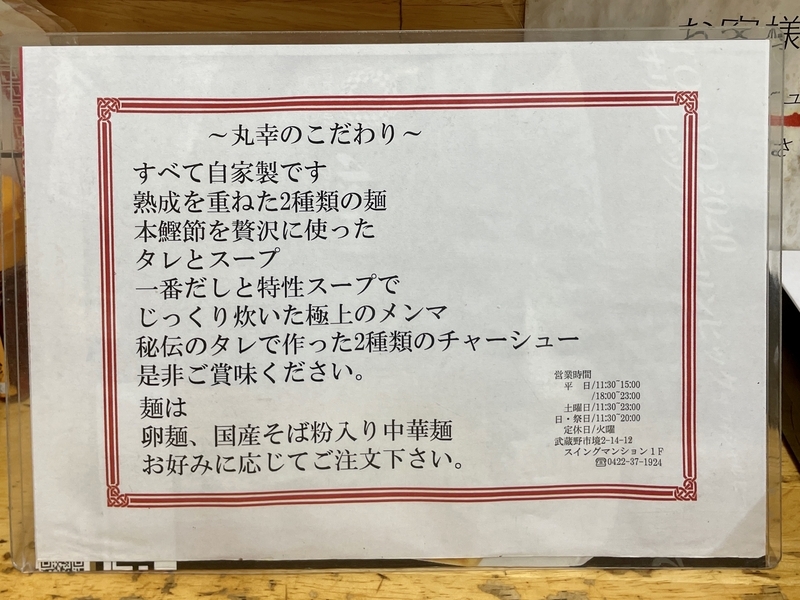 ～丸幸のこだわり～
すべて自家製です
熟成を重ねた2種類の麺
本鰹節を贅沢に使った
タレとスープ
一番だしと特性スープで
じっくり炊いた極上のメンマ
秘伝のタレで作った2種類のチャーシュー
是非ご賞味ください。
麺は
卵麺、国産そば粉入り中華麺
お好みに応じてご注文下さい。
営業時間
平　日/11:30~15:00
/18:00~23:00
土曜日/11:30~23:00
日・祭日/11:30~20:00
定休日/火曜
武蔵野市境2-14-12
スイングマンション１F
☎0422-37-1924
お客様